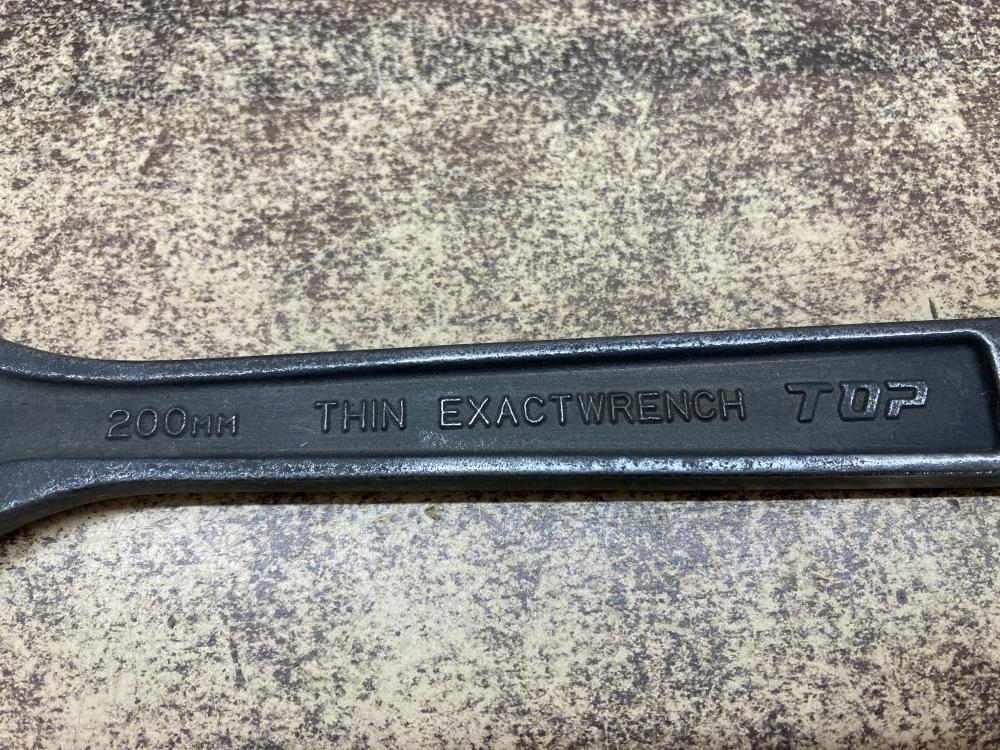 200MM THIN EXACTWRENCH TOP